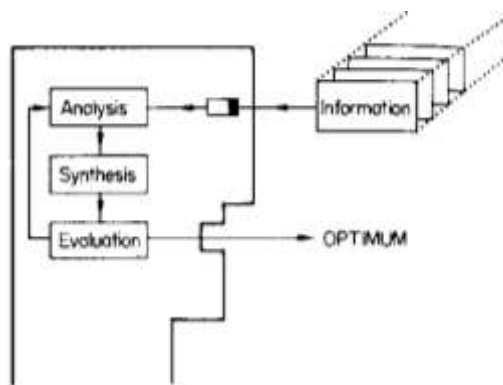 Analysis
Information
Synthesis
Evaluation
OPTIMUM